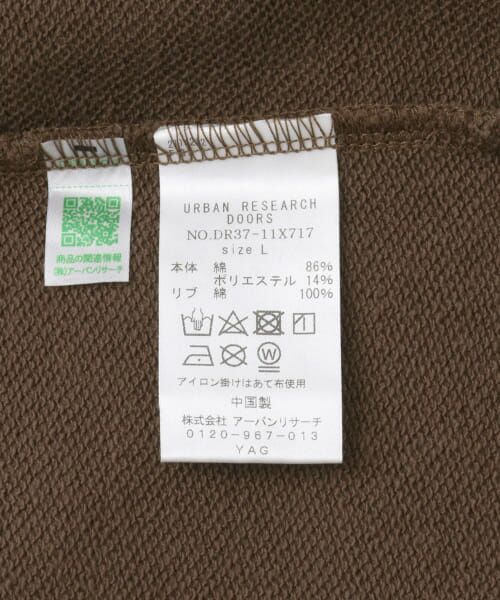 商品の関連情報
(株)アーバンリサーチ
URBAN RESEARCH
DOORS
NO.DR37-11X717
size L
本体 綿 86%
ポリエステル 14%
リブ 綿 100%
アイロン掛けはあて布使用
中国製
株式会社 アーバンリサーチ
0120-967-013
YAG